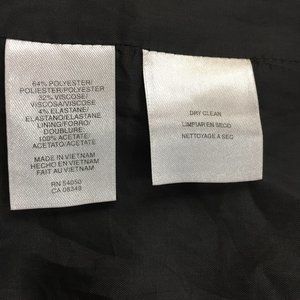 64% POLYESTER/
POLIESTER/POLYESTER
32% VISCOSE/
VISCOSA/VISCOSE
4% ELASTANE/
ELASTANO/ELASTANE
LINING/FORRO/
DOUBLURE
100% ACETATE/
ACETATO/ACETATE
MADE IN VIETNAM
HECHO EN VIETNAM
FAIT AU VIETNAM
RN 54050
CA 08349
DRY CLEAN
LIMPIAR EN SECO
NETTOYAGE A SEC